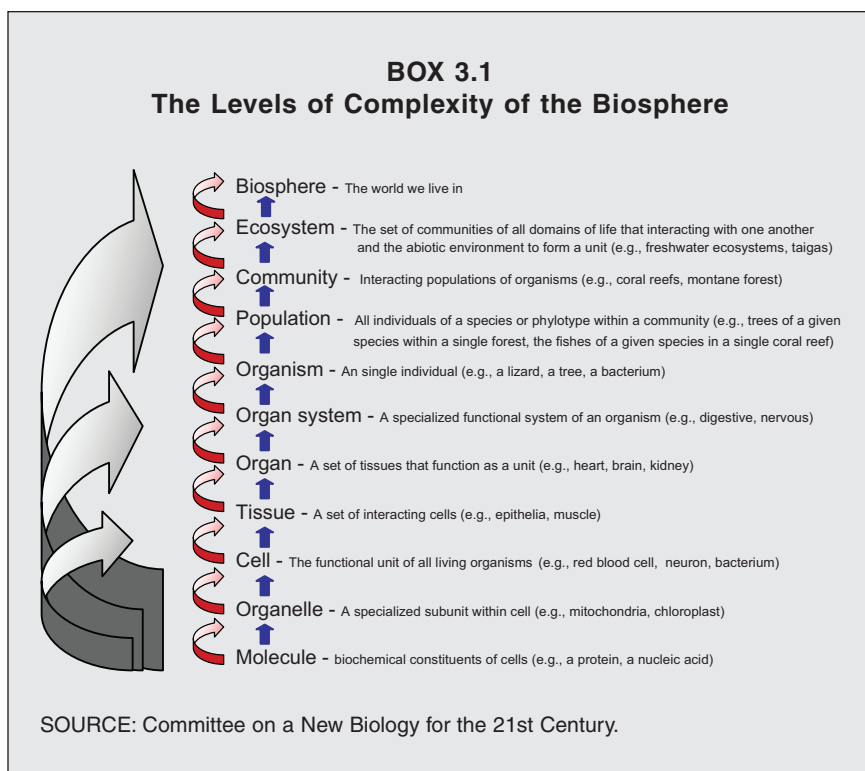 BOX 3.1
The Levels of Complexity of the Biosphere
Biosphere - The world we live in
Ecosystem - The set of communities of all domains of life that interacting with one another
and the abiotic environment to form a unit (e.g., freshwater ecosystems, taigas)
Community - Interacting populations of organisms (e.g., coral reefs, montane forest)
Population - All individuals of a species or phylotype within a community (e.g., trees of a given
species within a single forest, the fishes of a given species in a single coral reef)
Organism - An single individual (e.g., a lizard, a tree, a bacterium)
Organ system - A specialized functional system of an organism (e.g., digestive, nervous)
Organ - A set of tissues that function as a unit (e.g., heart, brain, kidney)
Tissue - A set of interacting cells (e.g., epithelia, muscle)
Cell - The functional unit of all living organisms (e.g., red blood cell, neuron, bacterium)
Organelle - A specialized subunit within cell (e.g., mitochondria, chloroplast)
Molecule - biochemical constituents of cells (e.g., a protein, a nucleic acid)
SOURCE: Committee on a New Biology for the 21st Century.